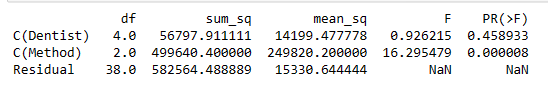 df sum_sq mean_sq F PR(>F)
C(Dentist) 4.0 56797.911111 14199.477778 0.926215 0.458933
C(Method) 2.0 499640.400000 249820.200000 16.295479 0.000008
Residual 38.0 582564.488889 15330.644444 NaN NaN